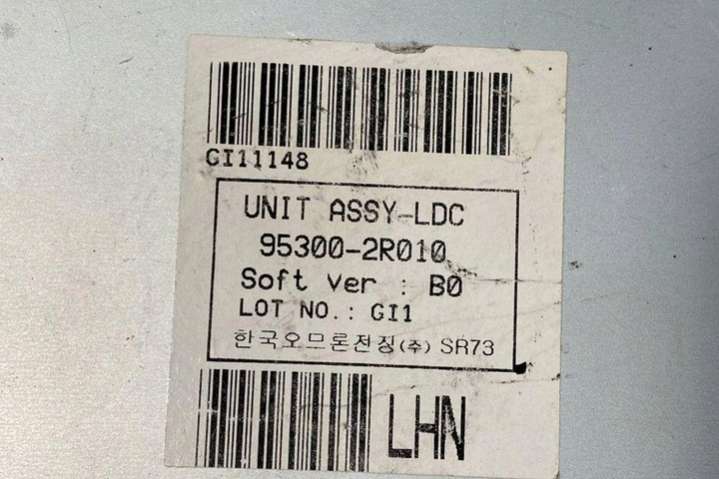 GI11148
UNIT ASSY-LDC
95300-2R010
Soft ver : B0
LOT NO.: GI1
한국오므론전장(주) SR73
LHN